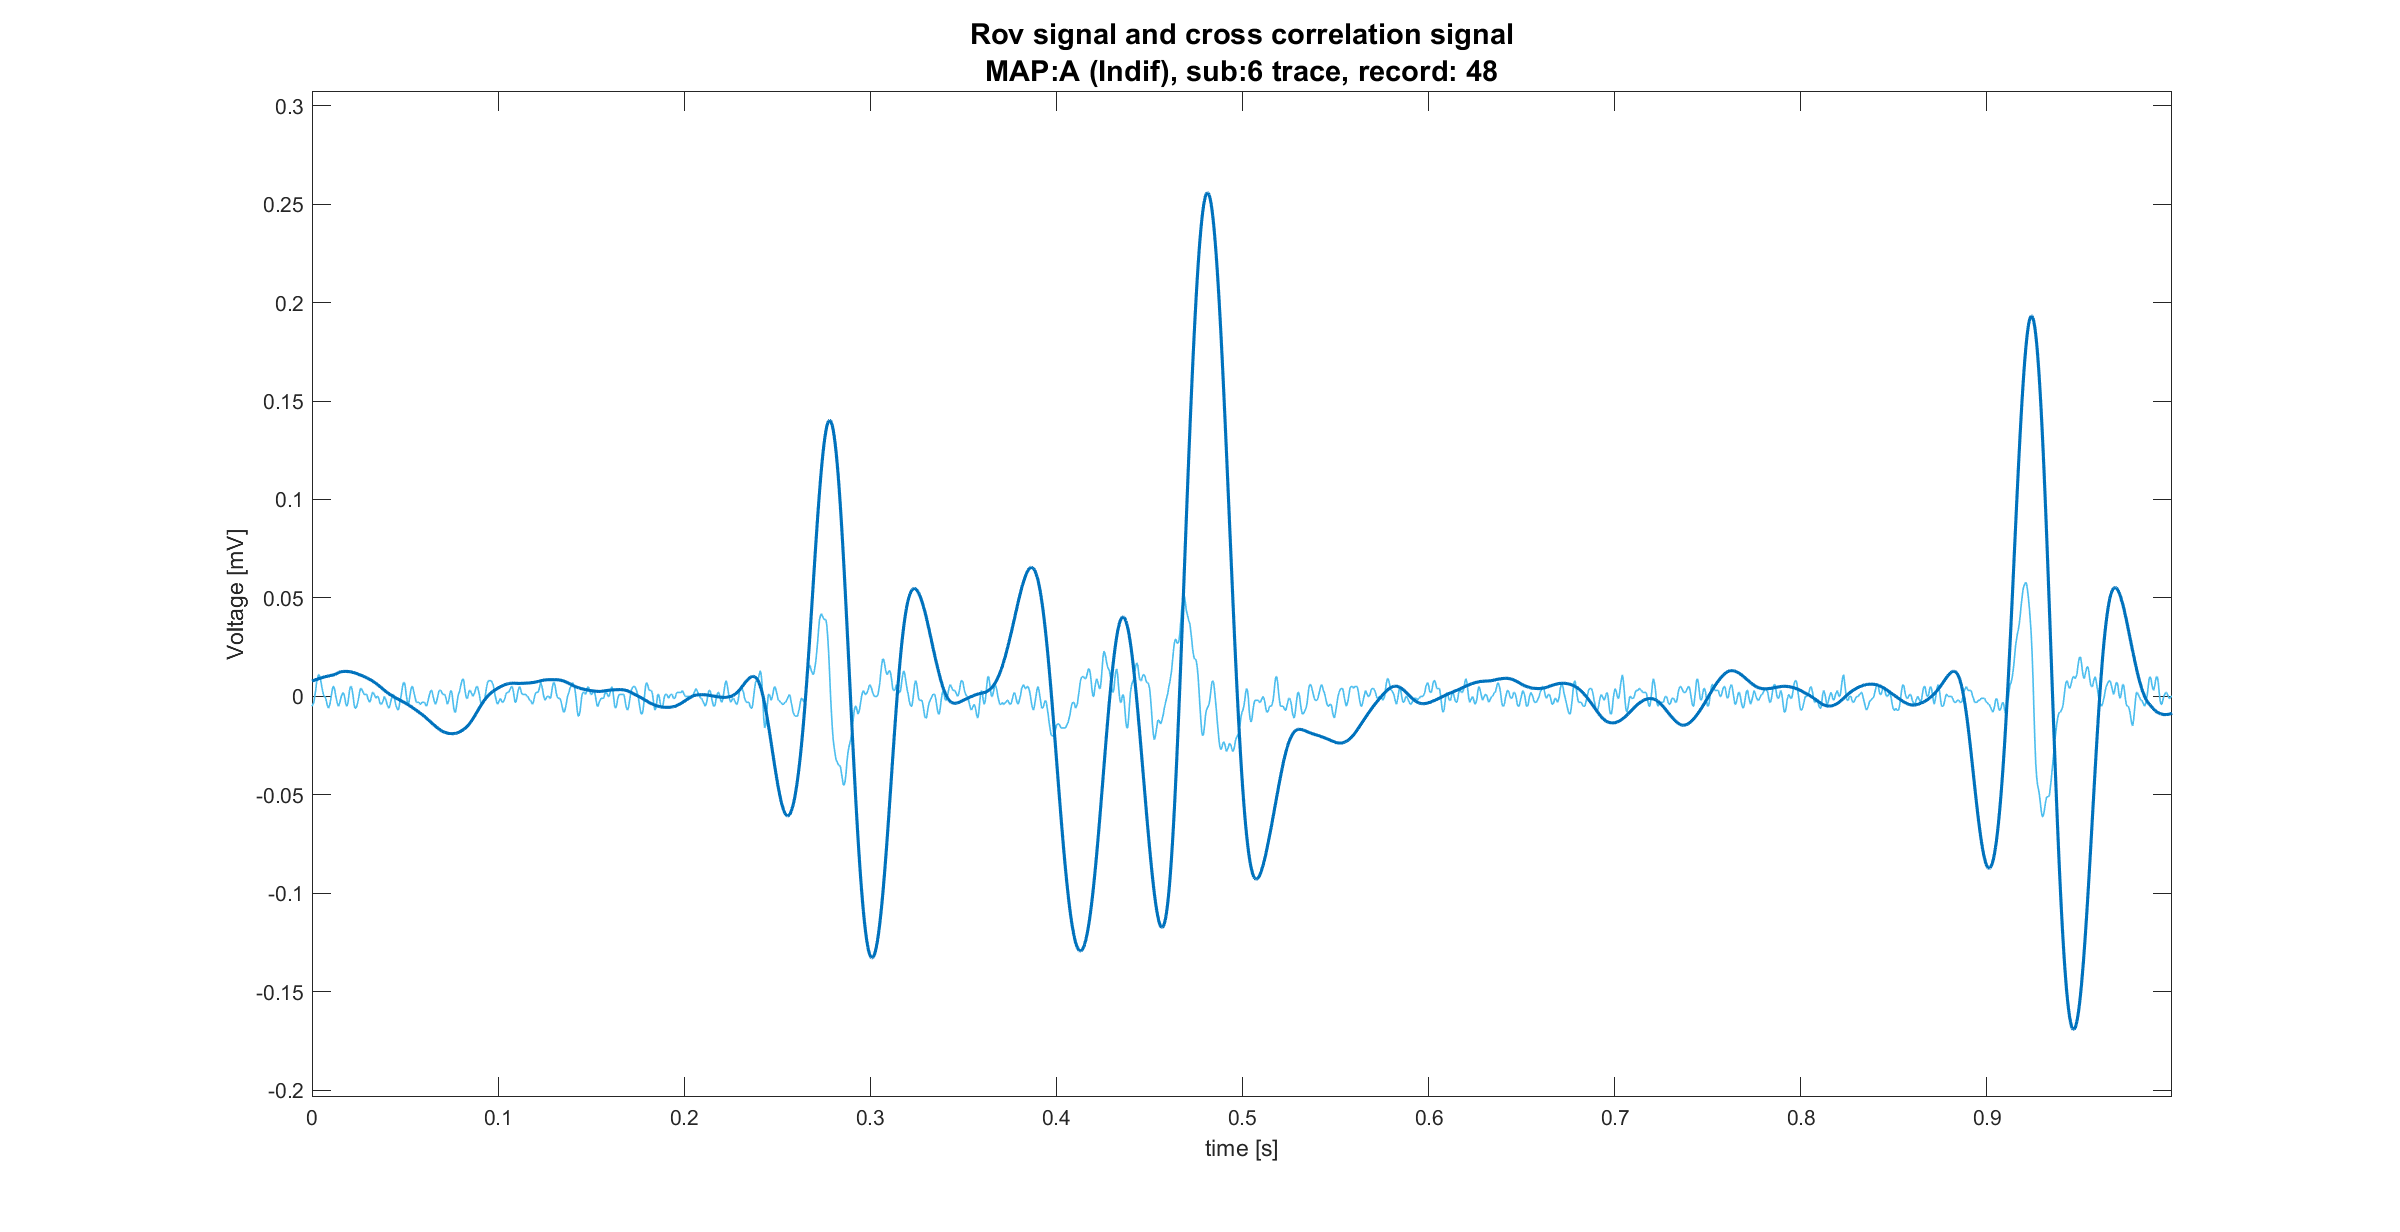 Rov signal and cross correlation signal
MAP:A (Indif), sub:6 trace, record: 48
0.3
0.25
0.2
0.15
0.1
0.05
0
-0.05
-0.1
-0.15
-0.2
Voltage [mV]
0 0.1 0.2 0.3 0.4 0.5 0.6 0.7 0.8 0.9
time [s]